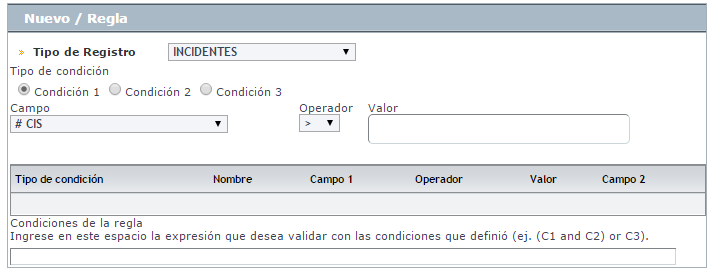 Nuevo / Regla
» Tipo de Registro INCIDENTES
Tipo de condición
Condición 1 Condición 2 Condición 3
Campo Operador Valor
# CIS >
Tipo de condición Nombre Campo 1 Operador Valor Campo 2
Condiciones de la regla
Ingrese en este espacio la expresión que desea validar con las condiciones que definió (ej. (C1 and C2) or C3).